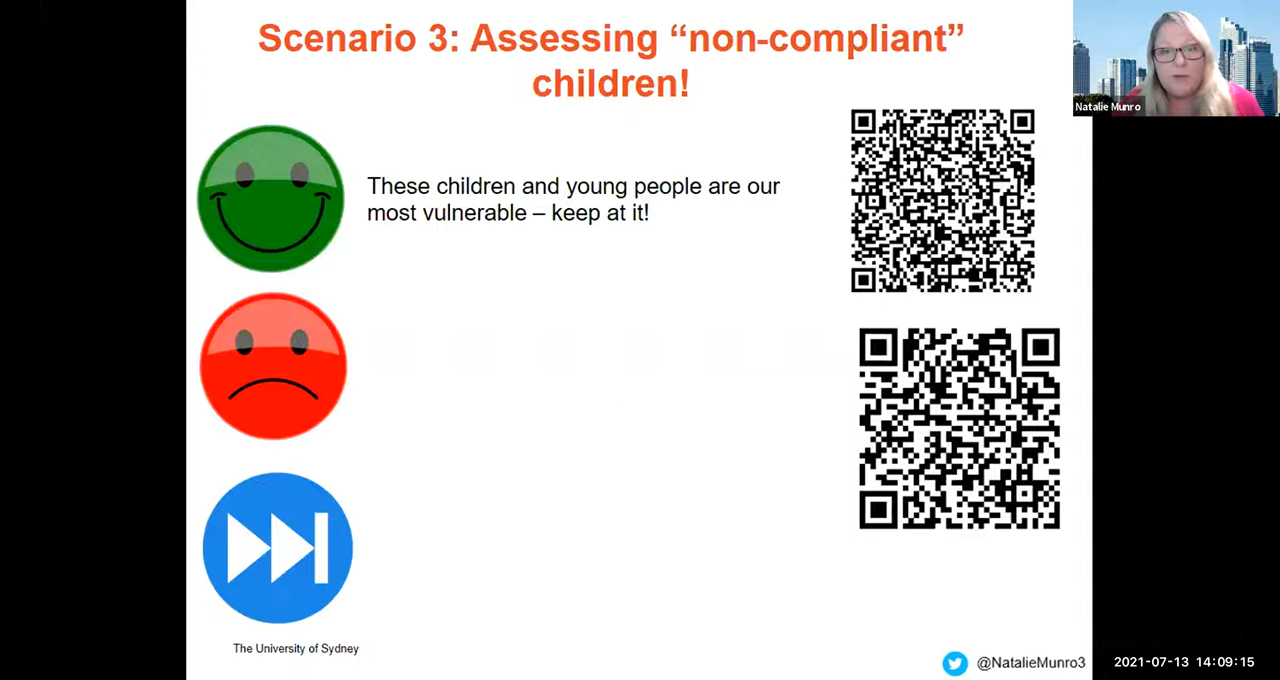 Scenario 3: Assessing “non-compliant”
children!
Natalie Munro
These children and young people are our
most vulnerable – keep at it!
The University of Sydney
@NatalieMunro3
2021-07-13 14:09:15